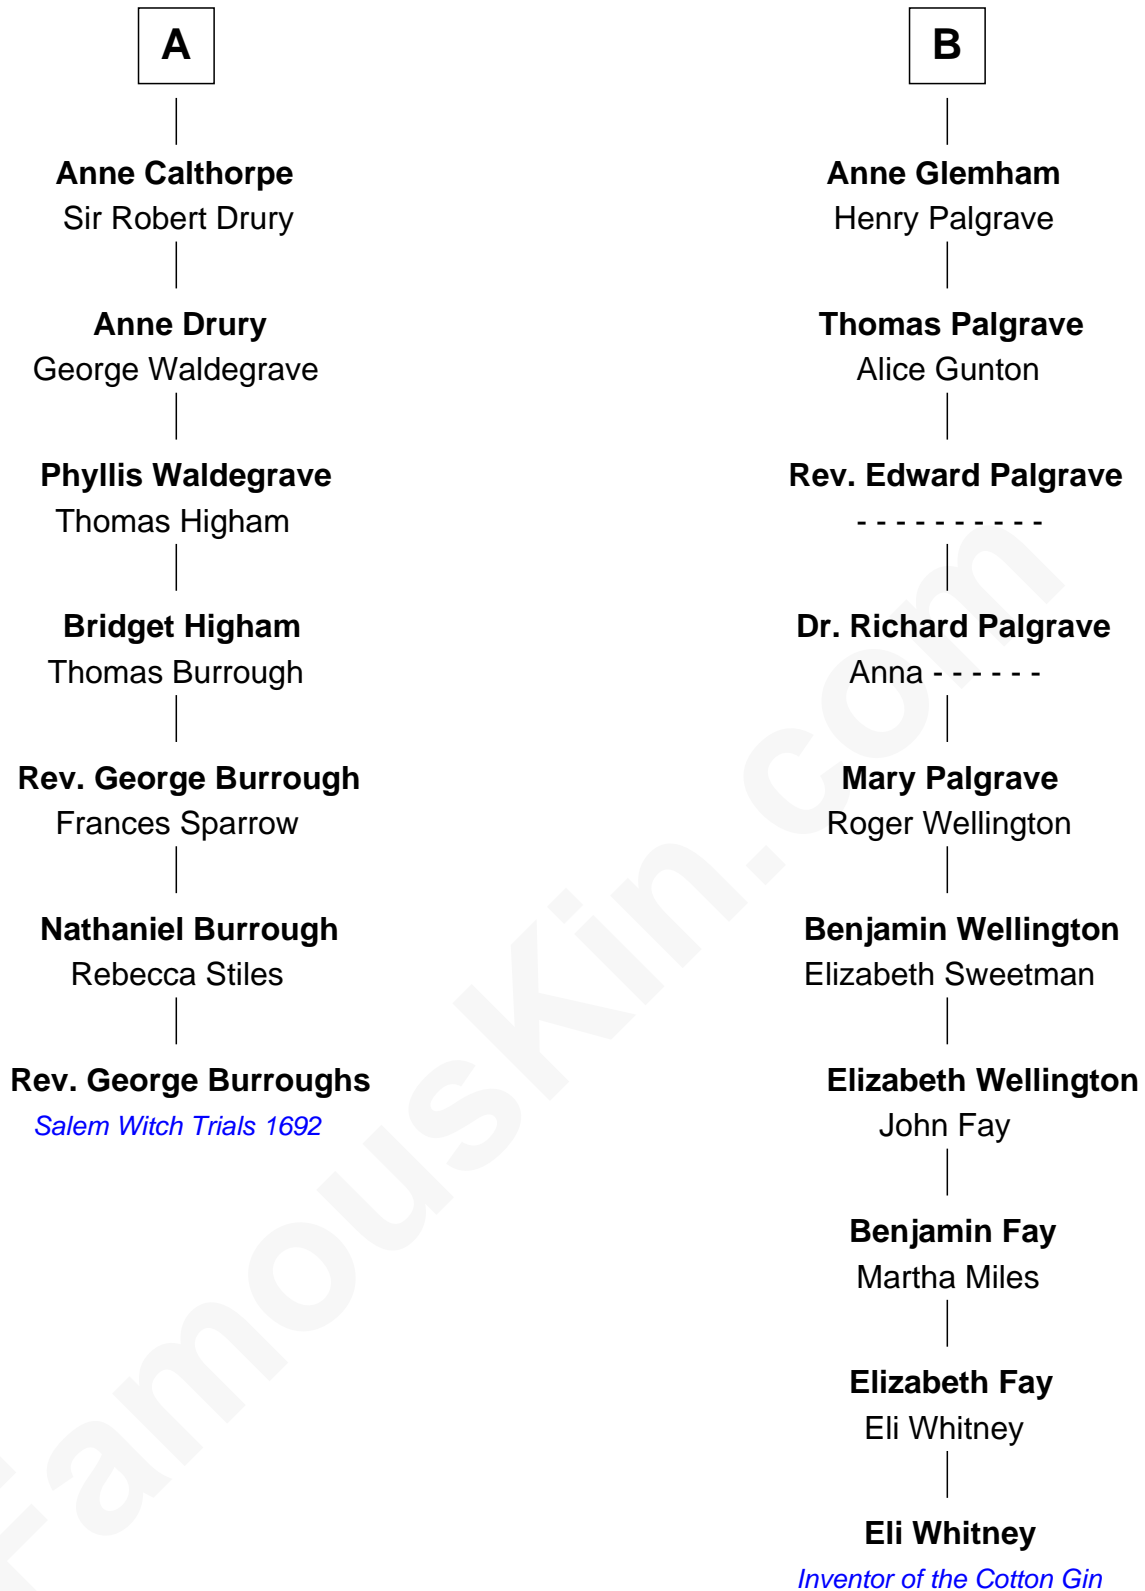 A
Anne Calthorpe
Sir Robert Drury
Anne Drury
George Waldegrave
Phyllis Waldegrave
Thomas Higham
Bridget Higham
Thomas Burrough
Rev. George Burrough
Frances Sparrow
Nathaniel Burrough
Rebecca Stiles
Rev. George Burroughs
Salem Witch Trials 1692
B
Anne Glemham
Henry Palgrave
Thomas Palgrave
Alice Gunton
Rev. Edward Palgrave
- - - - - - - - - -
Dr. Richard Palgrave
Anna - - - - - -
Mary Palgrave
Roger Wellington
Benjamin Wellington
Elizabeth Sweetman
Elizabeth Wellington
John Fay
Benjamin Fay
Martha Miles
Elizabeth Fay
Eli Whitney
Eli Whitney
Inventor of the Cotton Gin
FamousKin.com